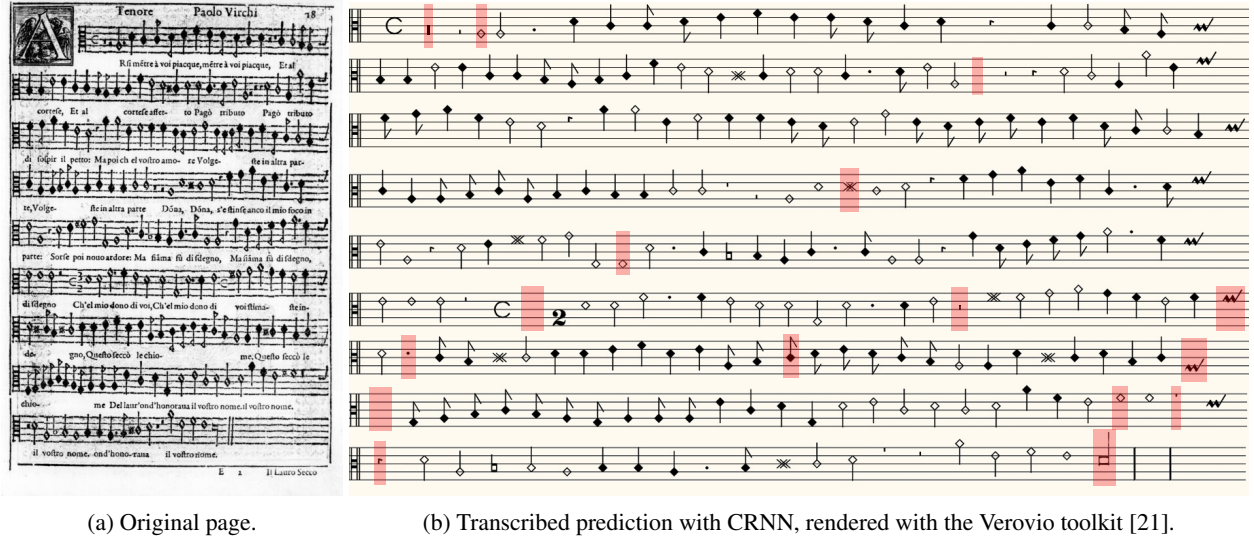 Tenore Paolo Virchi 28
A
Rsi mêtre à voi piacque, mêtre à voi piacque, Et al
cortese, Et al cortese affet- to Pagò tributo Pagò tributo
di sospir il petto: Ma poi ch el vostro amo- re Volge- ste in altra par-
te, Volge- ste in altra parte Dõna, Dõna, s'e stinse anco il mio foco in
parte: Sorse poi nouo ardore: Ma fiãma fù di sdegno, Ma fiãma fù di sdegno,
di sdegno Ch'el mio dono di voi, Ch'el mio dono di voi stima- ste in-
de- gno, Questo seccò le chio- me, Questo seccò le
chio- me Del laur'ond'honoraua il vostro nome. il vostro nome.
il vostro nome. ond'hono-raua il vostro nome.
E 2 Il Lauro Secco
2
(a) Original page.
(b) Transcribed prediction with CRNN, rendered with the Verovio toolkit [21].